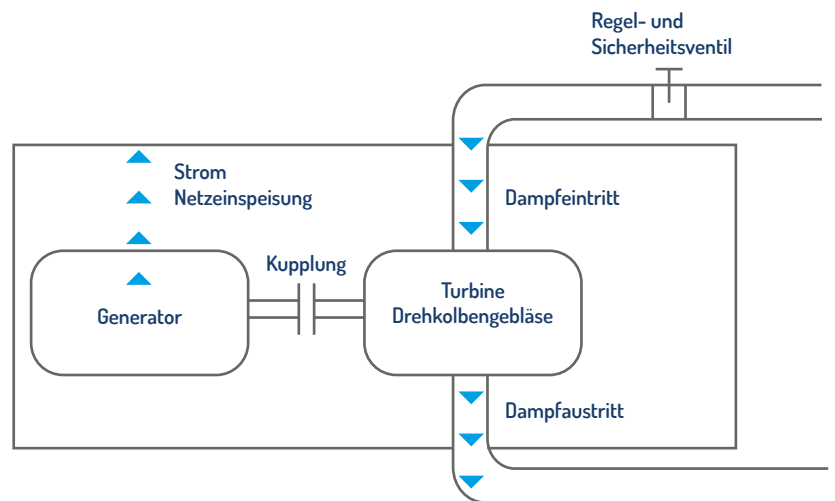 Regel- und
Sicherheitsventil
Strom
Netzeinspeisung
Dampfeintritt
Kupplung
Generator
Turbine
Drehkolbengebläse
Dampfaustritt